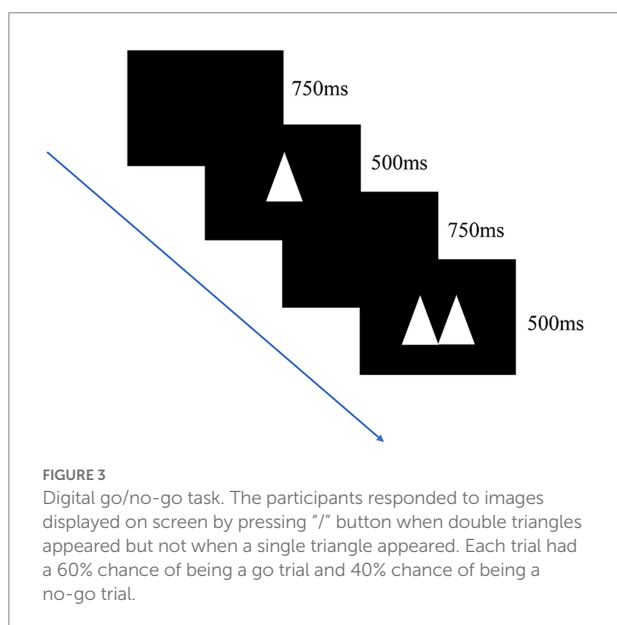 750ms
500ms
750ms
500ms
FIGURE 3
Digital go/no-go task. The participants responded to images
displayed on screen by pressing “/” button when double triangles
appeared but not when a single triangle appeared. Each trial had
a 60% chance of being a go trial and 40% chance of being a
no-go trial.